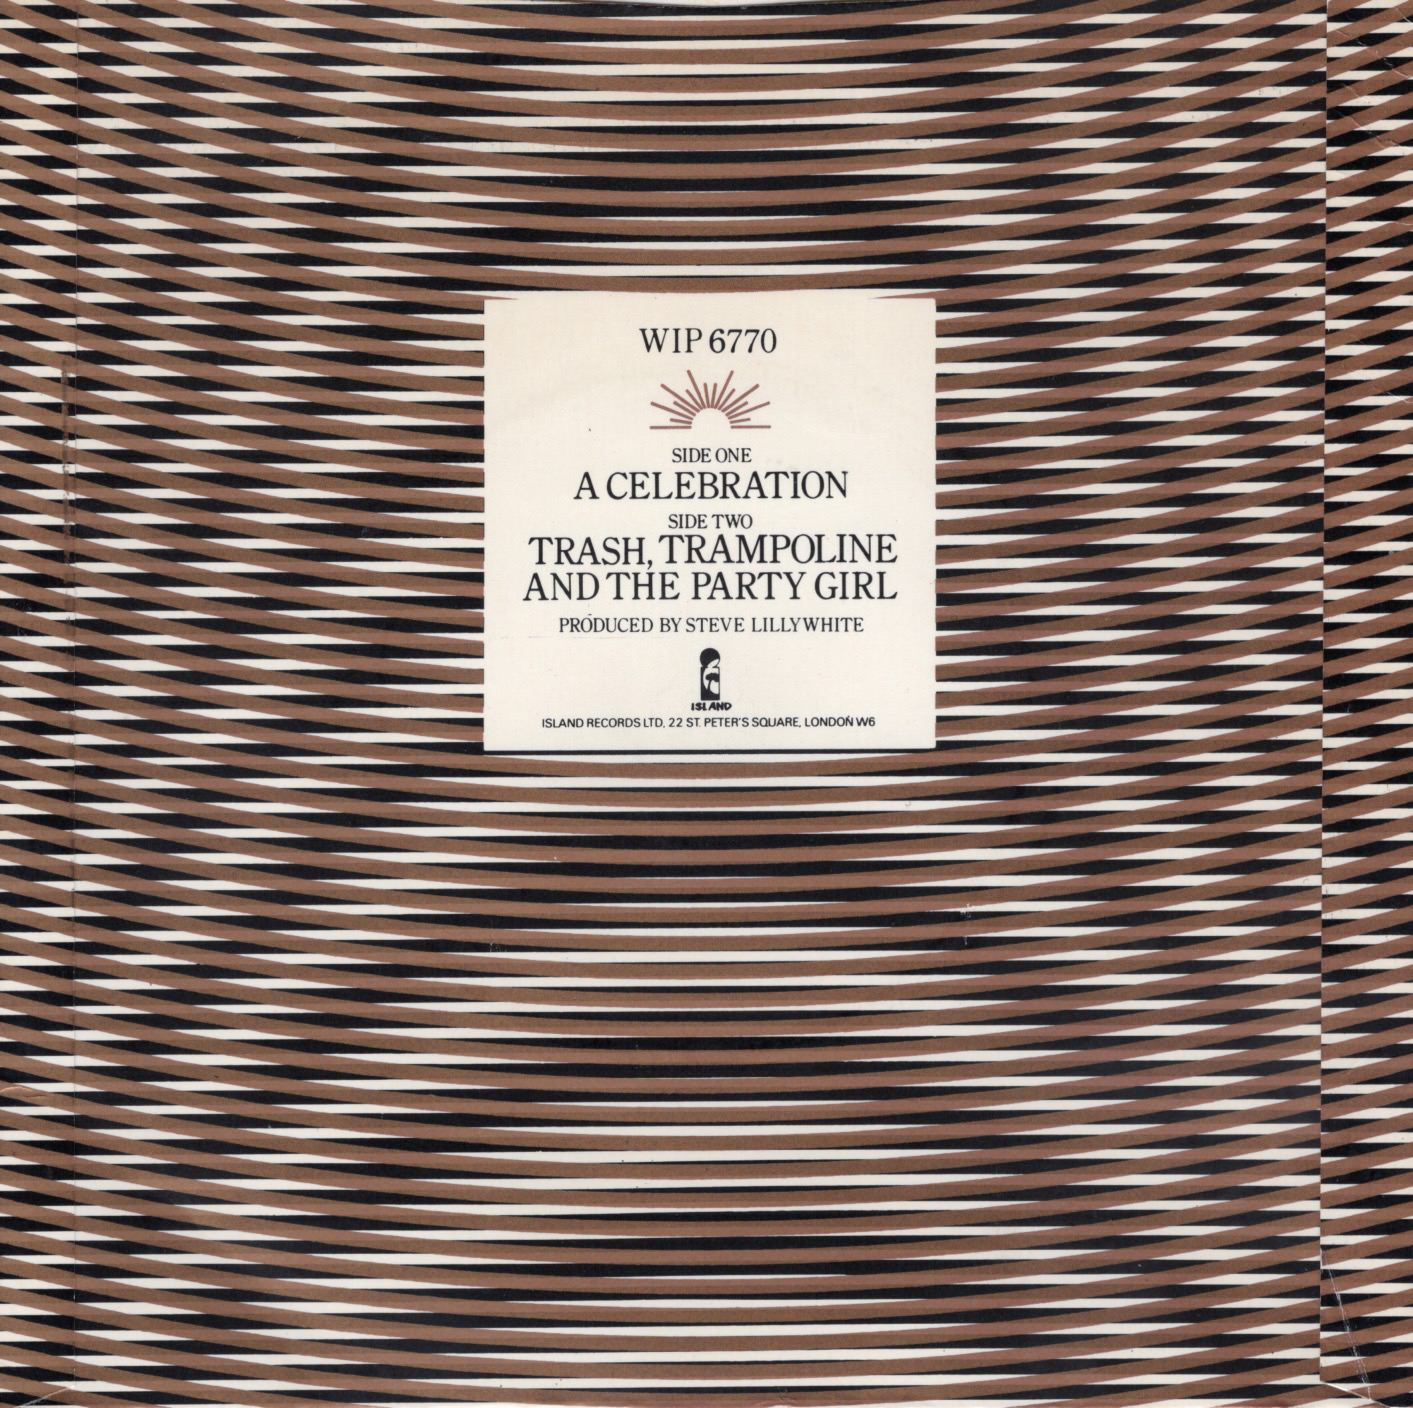 WIP 6770
SIDE ONE
A CELEBRATION
SIDE TWO
TRASH, TRAMPOLINE
AND THE PARTY GIRL
PRODUCED BY STEVE LILLYWHITE
ISLAND
ISLAND RECORDS LTD, 22 ST. PETER'S SQUARE, LONDON W6